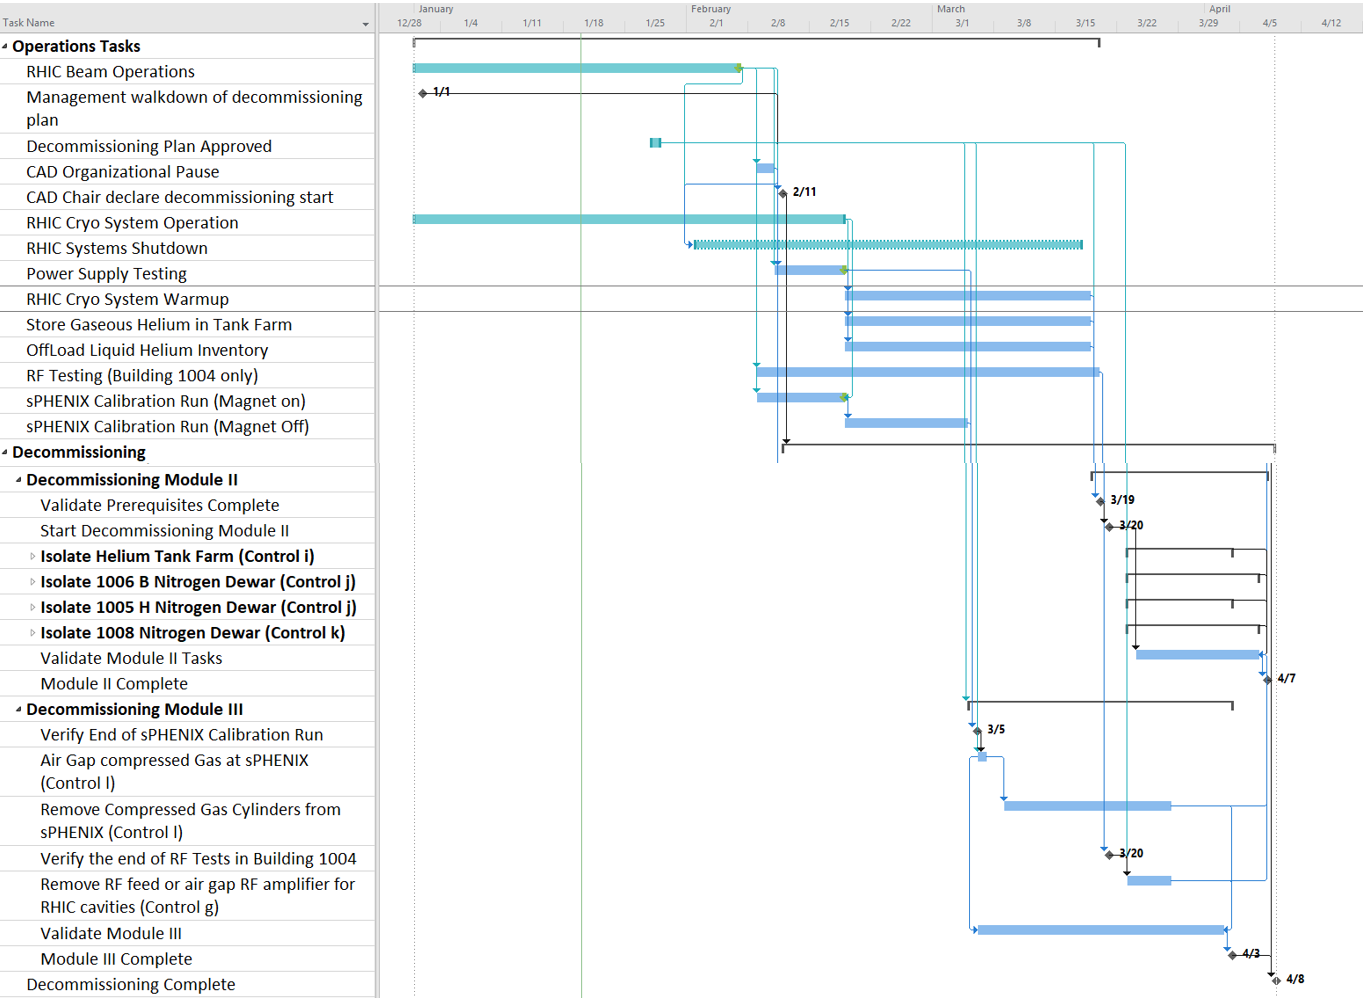 January February March April
Task Name 12/28 1/4 1/11 1/18 1/25 2/1 2/8 2/15 2/22 3/1 3/8 3/15 3/22 3/29 4/5 4/12
Operations Tasks
RHIC Beam Operations
Management walkdown of decommissioning 1/1
plan
Decommissioning Plan Approved
CAD Organizational Pause
CAD Chair declare decommissioning start 2/11
RHIC Cryo System Operation
RHIC Systems Shutdown
Power Supply Testing
RHIC Cryo System Warmup
Store Gaseous Helium in Tank Farm
OffLoad Liquid Helium Inventory
RF Testing (Building 1004 only)
sPHENIX Calibration Run (Magnet on)
sPHENIX Calibration Run (Magnet Off)
Decommissioning
Decommissioning Module II
Validate Prerequisites Complete 3/19
Start Decommissioning Module II 3/20
Isolate Helium Tank Farm (Control i)
Isolate 1006 B Nitrogen Dewar (Control j)
Isolate 1005 H Nitrogen Dewar (Control j)
Isolate 1008 Nitrogen Dewar (Control k)
Validate Module II Tasks
Module II Complete 4/7
Decommissioning Module III
Verify End of sPHENIX Calibration Run 3/5
Air Gap compressed Gas at sPHENIX
(Control l)
Remove Compressed Gas Cylinders from
sPHENIX (Control l)
Verify the end of RF Tests in Building 1004 3/20
Remove RF feed or air gap RF amplifier for
RHIC cavities (Control g)
Validate Module III
Module III Complete 4/3
Decommissioning Complete 4/8